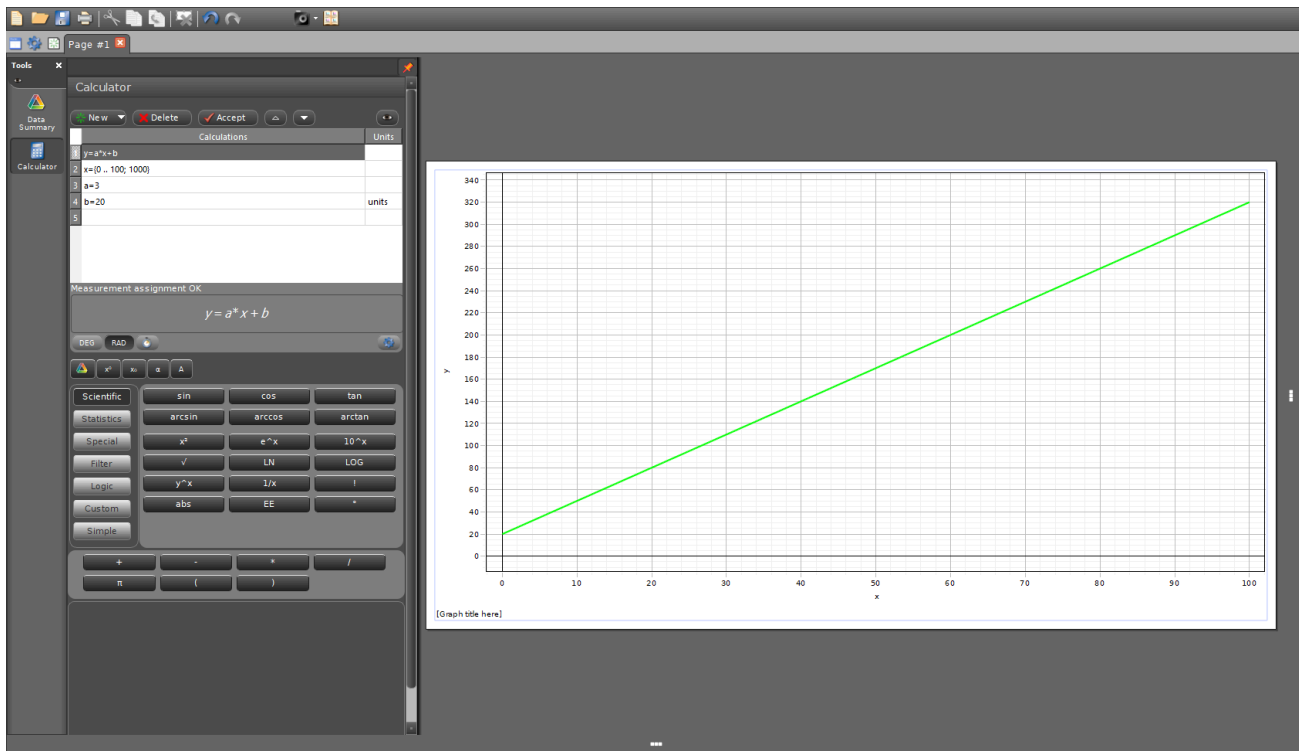 Page #1
Tools
Data
Summary
Calculator
Calculator
New Delete Accept
Calculations Units
1 y=a*x+b
2 x={0 .. 100; 1000}
3 a=3
4 b=20 units
5
Measurement assignment OK
y = a* x + b
DEG RAD
x⁰ x₀ α A
Scientific sin cos tan
Statistics arcsin arccos arctan
Special x² e^x 10^x
Filter √ LN LOG
Logic y^x 1/x !
Custom abs EE
Simple
+ - * /
π ( )
340
320
300
280
260
240
220
200
180
160
140
120
100
80
60
40
20
0
y
0 10 20 30 40 50 60 70 80 90 100
x
[Graph title here]